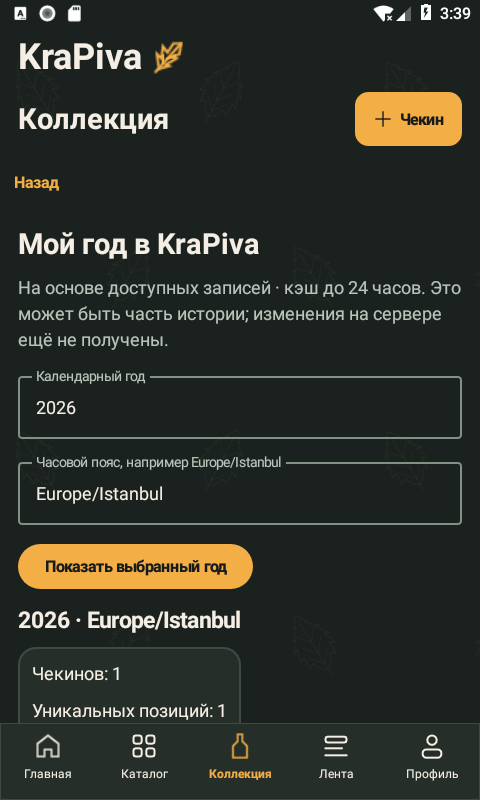 3:39
KraPiva
Коллекция
Чекин
Назад
Мой год в KraPiva
На основе доступных записей · кэш до 24 часов. Это
может быть часть истории; изменения на сервере
ещё не получены.
Календарный год
2026
Часовой пояс, например Europe/Istanbul
Europe/Istanbul
Показать выбранный год
2026 · Europe/Istanbul
Чекинов: 1
Уникальных позиций: 1
Главная
Каталог
Коллекция
Лента
Профиль